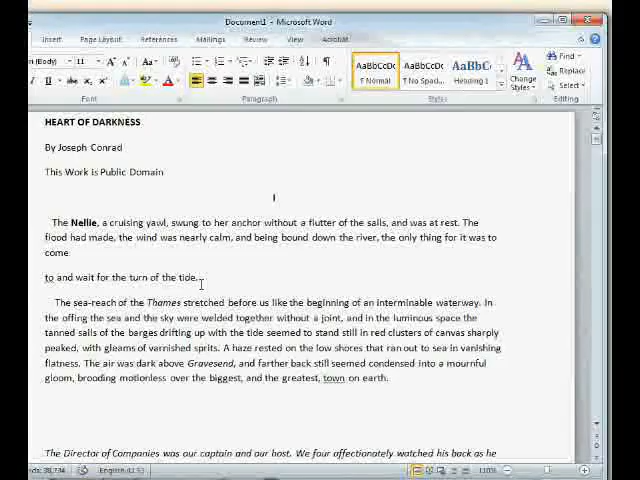 Document1 - Microsoft Word
Insert Page Layout References Mailings Review View Acrobat
Body) 11 Aa
U abc X₂ X² A
AaBbCcDc AaBbCcDc AaBbCc
¶ Normal ¶ No Spaci... Heading 1
Change Styles
Find
Replace
Select
Font Paragraph Styles Editing
HEART OF DARKNESS
By Joseph Conrad
This Work is Public Domain
I
The Nellie, a cruising yawl, swung to her anchor without a flutter of the sails, and was at rest. The
flood had made, the wind was nearly calm, and being bound down the river, the only thing for it was to
come
to and wait for the turn of the tide.
The sea-reach of the Thames stretched before us like the beginning of an interminable waterway. In
the offing the sea and the sky were welded together without a joint, and in the luminous space the
tanned sails of the barges drifting up with the tide seemed to stand still in red clusters of canvas sharply
peaked, with gleams of varnished sprits. A haze rested on the low shores that ran out to sea in vanishing
flatness. The air was dark above Gravesend, and farther back still seemed condensed into a mournful
gloom, brooding motionless over the biggest, and the greatest, town on earth.
The Director of Companies was our captain and our host. We four affectionately watched his back as he
rds: 38,734 English (U.S.) 110%